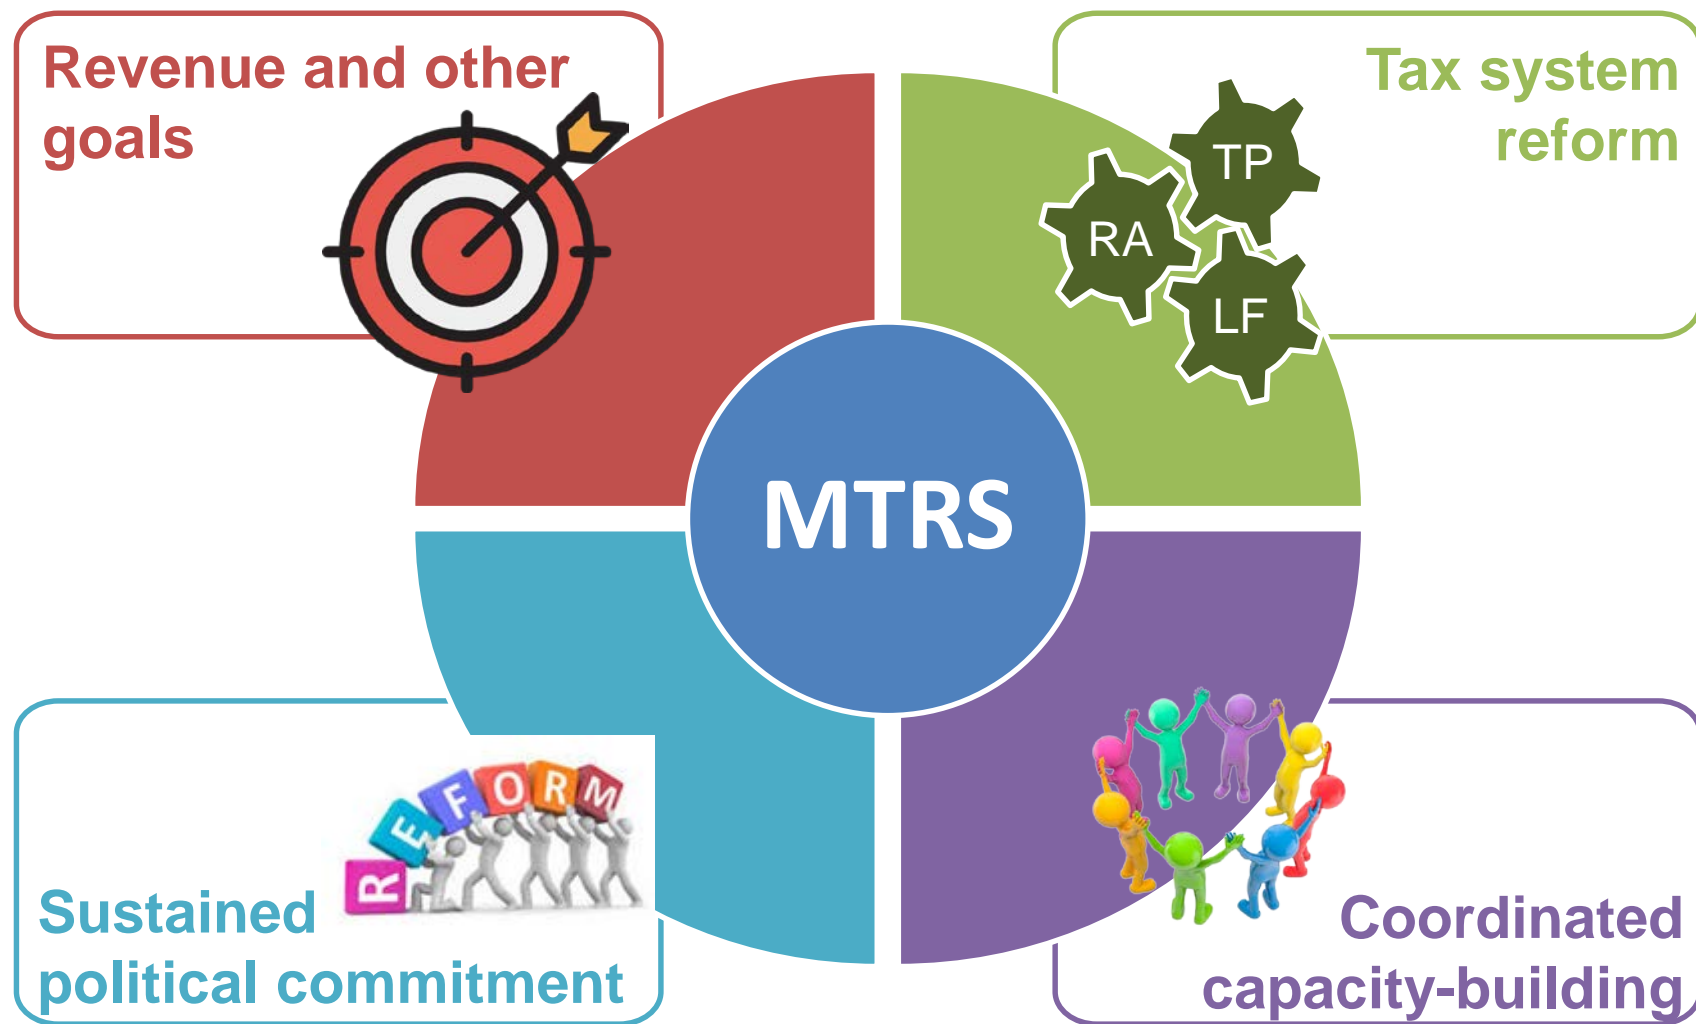 Revenue and other
goals
Tax system
reform
TP
RA
LF
MTRS
REFORM
Sustained
political commitment
Coordinated
capacity-building